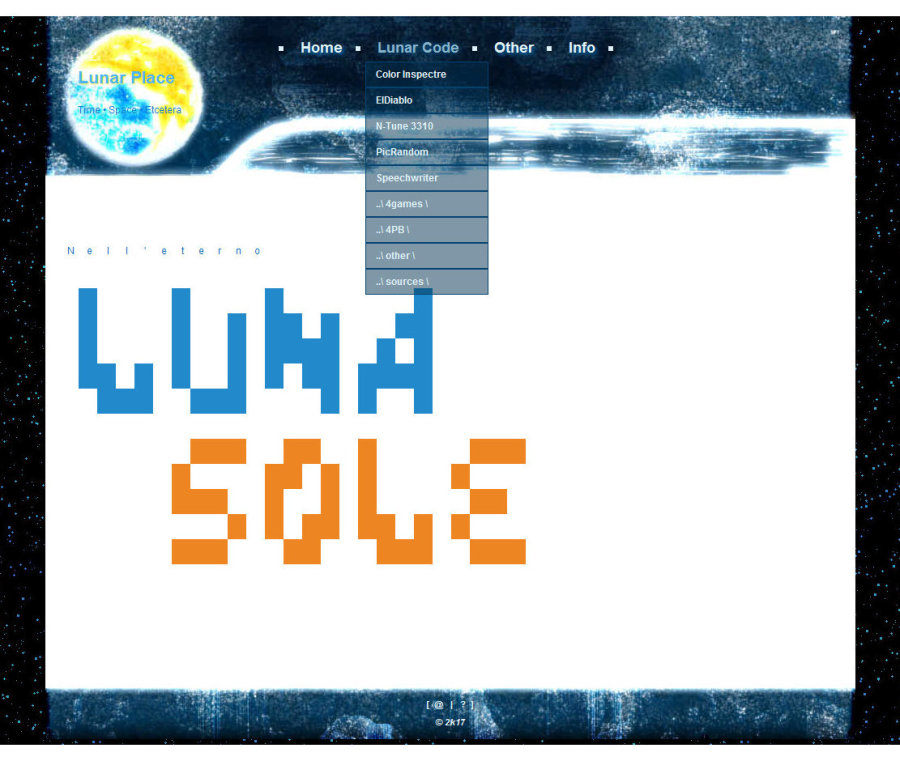 Home Lunar Code Other Info
Lunar Place
Time • Space • Etcetera
Color Inspectre
ElDiablo
N-Tune 3310
PicRandom
Speechwriter
..\ 4games \
..\ 4PB \
..\ other \
..\ sources \
Nell'eterno
LUNA
SOLE
[ @ | ? ]
© 2k17